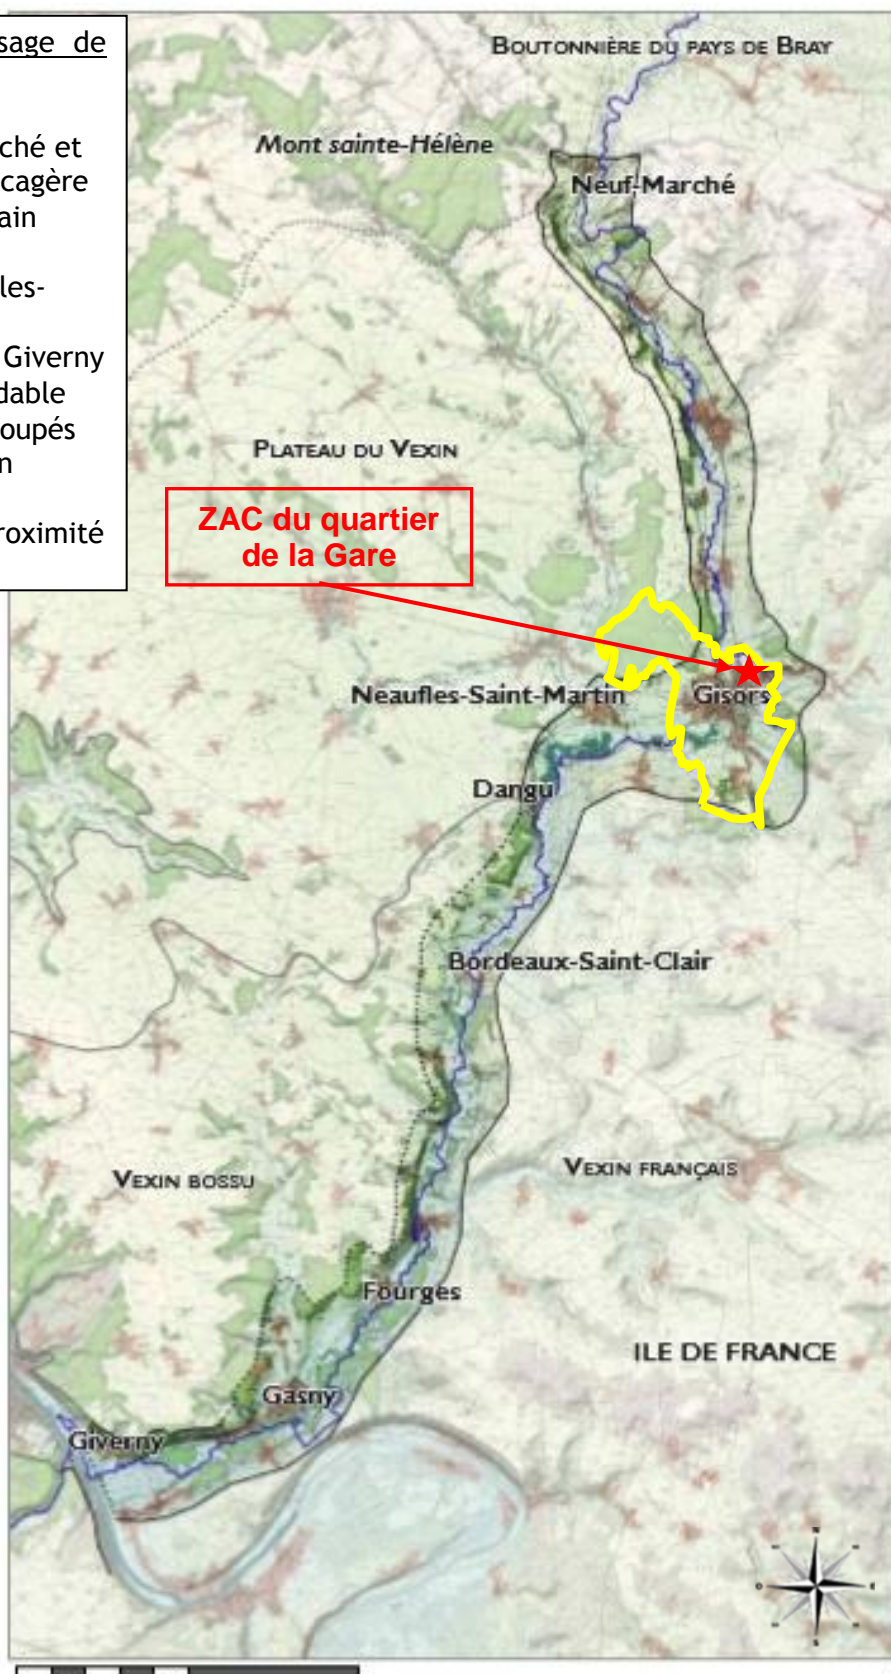 sage de
BOUTONNIÈRE DU PAYS DE BRAY
ché et
Mont sainte-Hélène
cagère
Neuf-Marché
ain
les-
Giverny
dable
oupés
n
PLATEAU DU VEXIN
roximité
ZAC du quartier
de la Gare
Neaufles-Saint-Martin
Gisors
Dangu
Bordeaux-Saint-Clair
VEXIN BOSSU
VEXIN FRANÇAIS
Fourges
ILE DE FRANCE
Gasny
Giverny
N
O
E
S